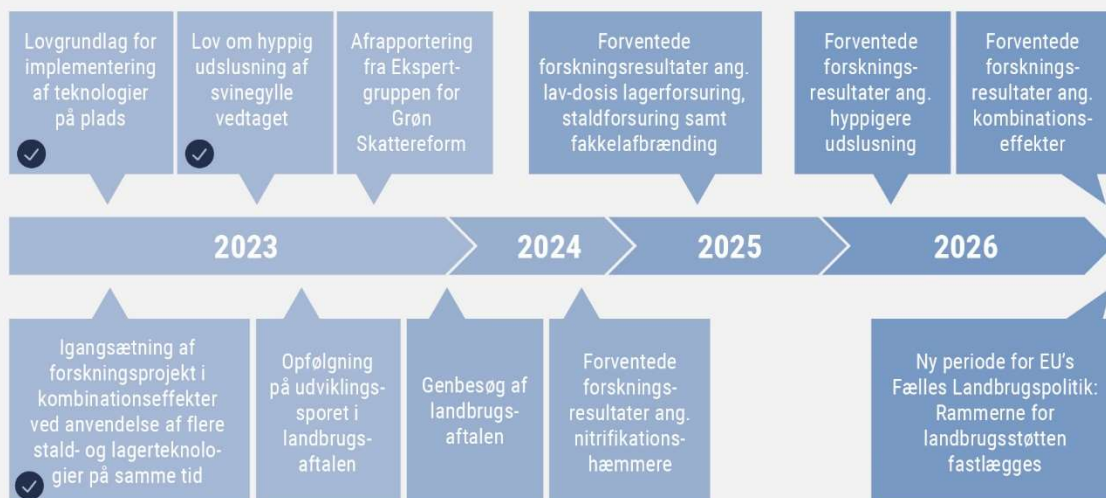 Lovgrundlag for
implementering
af teknologier
på plads
Lov om hyppig
udslusning af
svinegylle
vedtaget
Afrapportering
fra Ekspert-
gruppen for
Grøn
Skattereform
Forventede
forskningsresultater ang.
lav-dosis lagerforsuring,
staldforsuring samt
fakkelafbrænding
Forventede
forsknings-
resultater ang.
hyppigere
udslusning
Forventede
forsknings-
resultater ang.
kombinations-
effekter
2023
2024
2025
2026
Igangsætning af
forskningsprojekt i
kombinationseffekter
ved anvendelse af flere
stald- og lagerteknolo-
gier på samme tid
Opfølgning
på udviklings-
sporet i
landbrugs-
aftalen
Genbesøg af
landbrugs-
aftalen
Forventede
forsknings-
resultater ang.
nitrifikations-
hæmmere
Ny periode for EU's
Fælles Landbrugspolitik:
Rammerne for
landbrugsstøtten
fastlægges